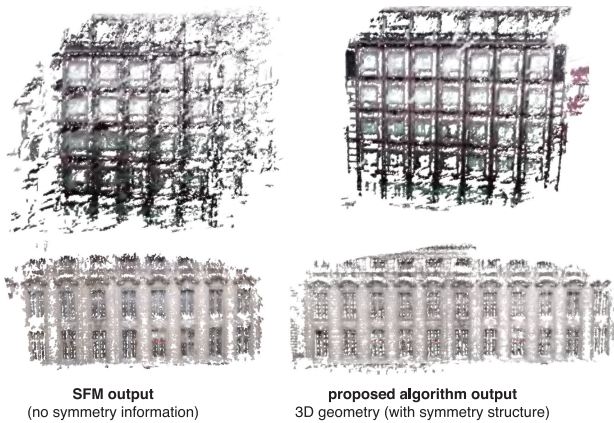 SFM output
(no symmetry information)
proposed algorithm output
3D geometry (with symmetry structure)